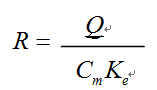 R = Q↵ / C_m K_e↵